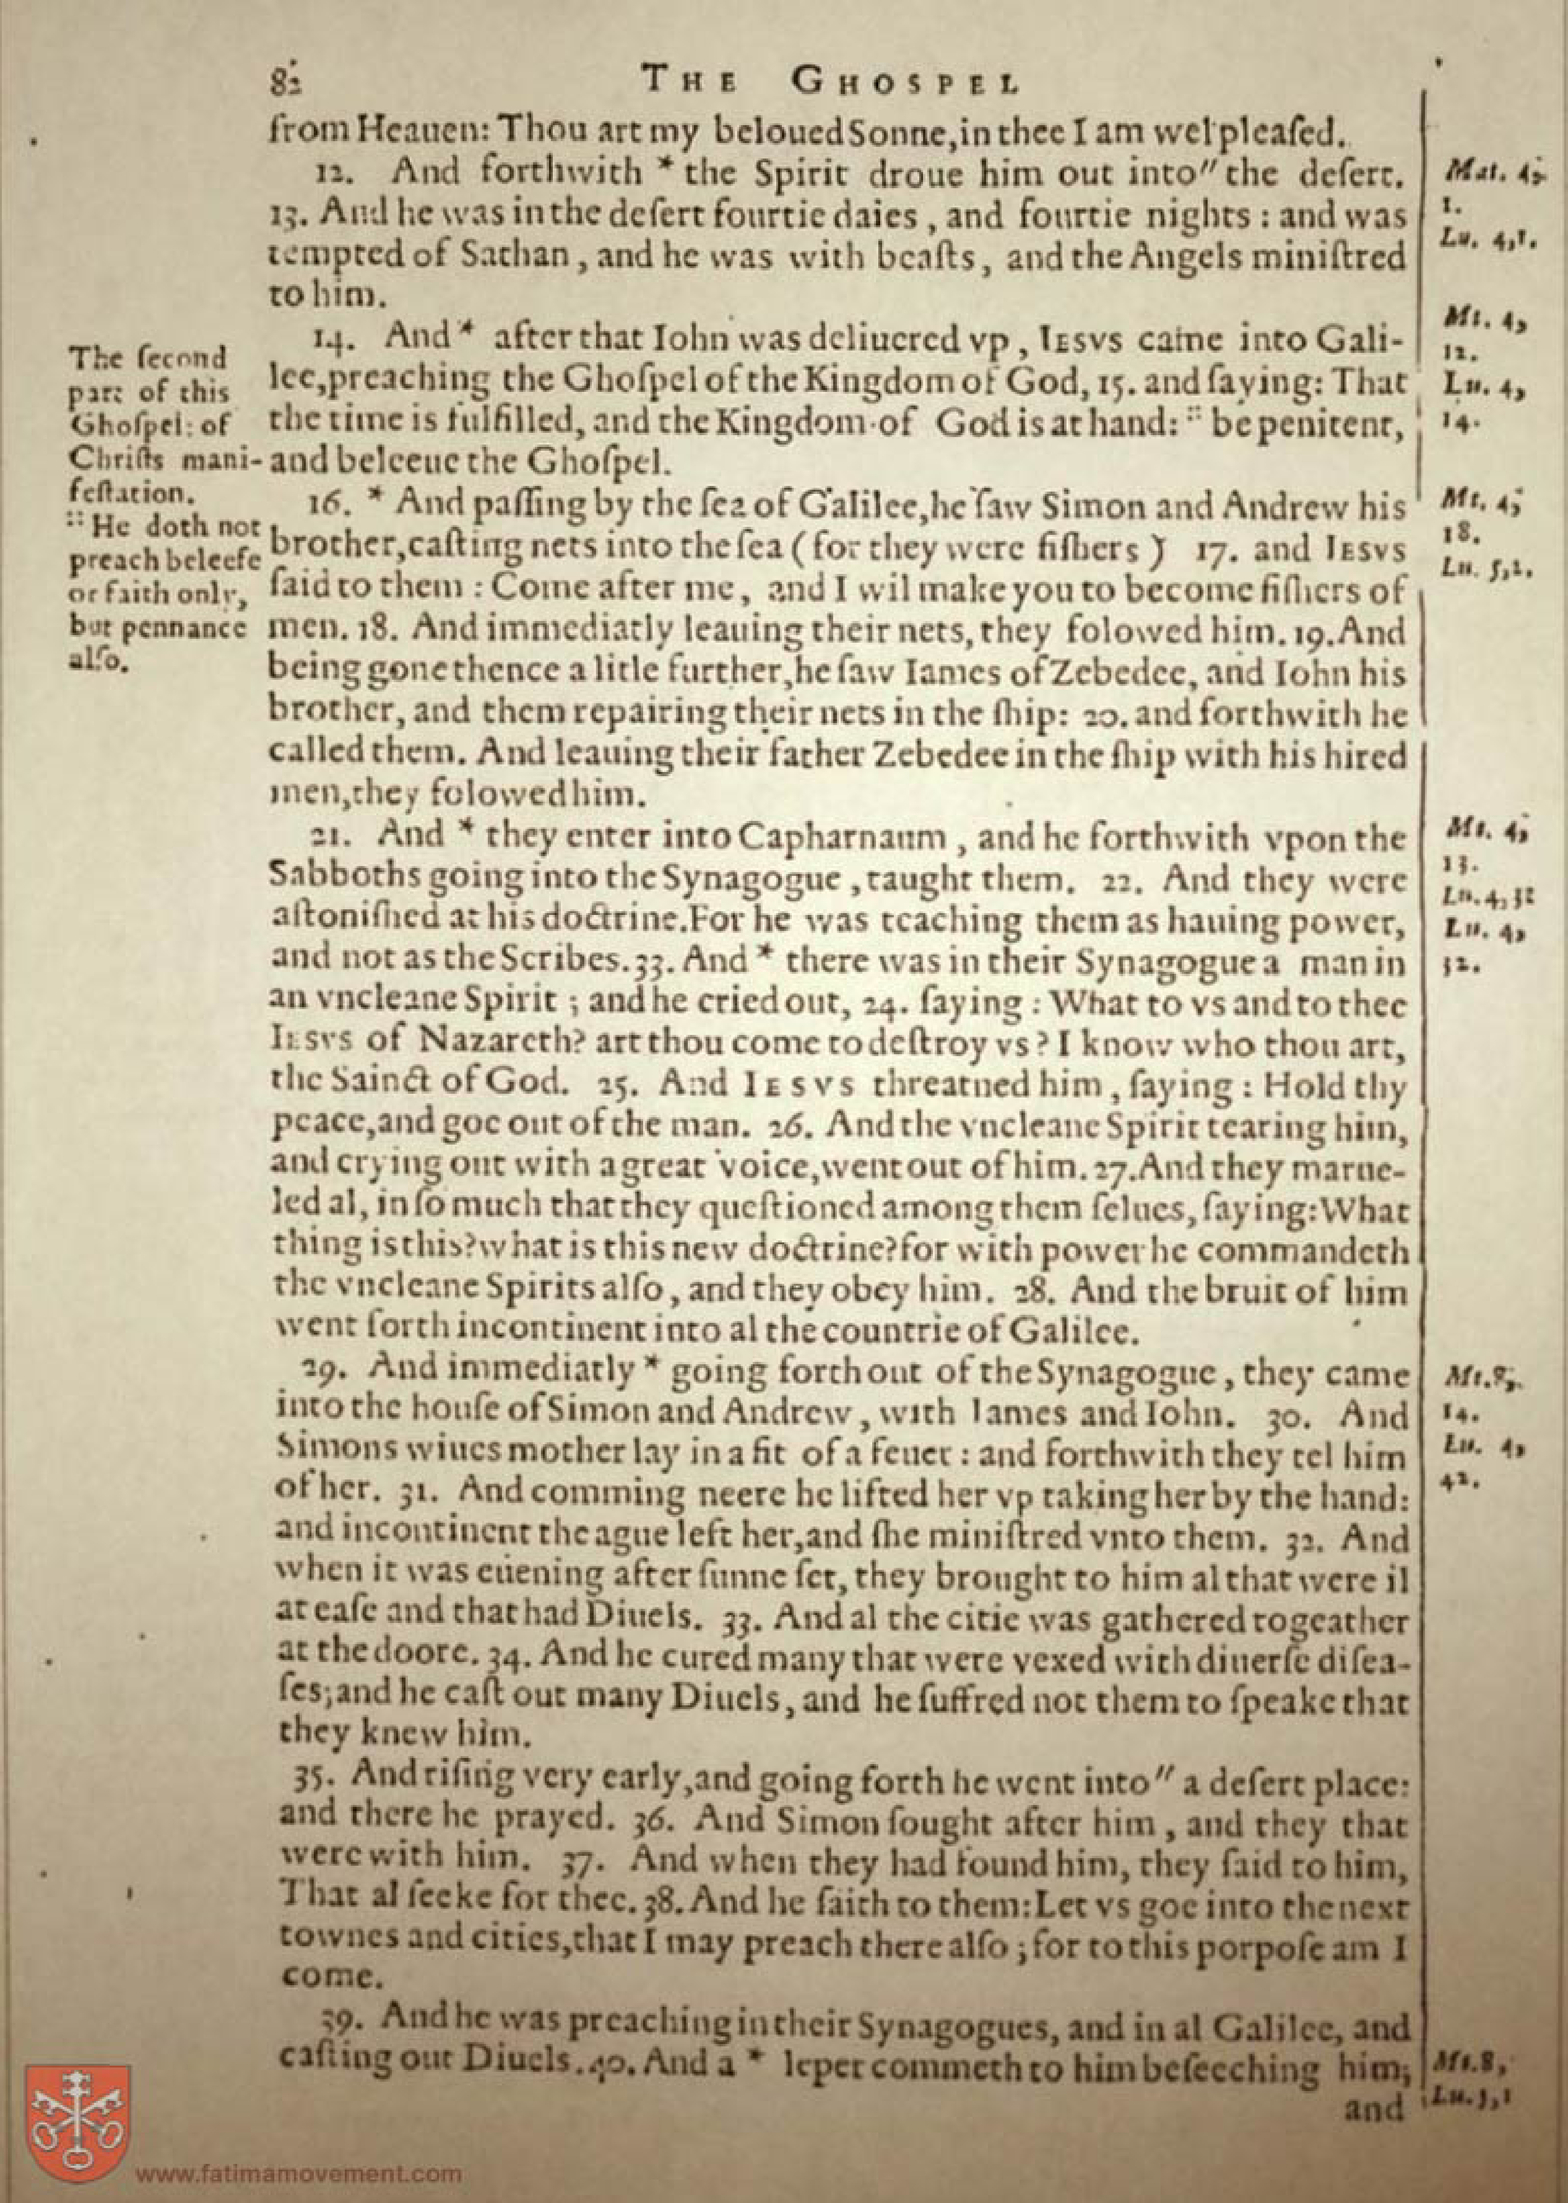 82
THE GHOSPEL
from Heauen: Thou art my beloued Sonne, in thee I am wel pleaſed.
12. And forthwith * the Spirit droue him out into″ the deſert.
13. And he was in the deſert fourtie daies, and fourtie nights: and was
tempted of Sathan, and he was with beaſts, and the Angels miniſtred
to him.
14. And * after that Iohn was deliuered vp, IESVS came into Gali-
lee, preaching the Ghoſpel of the Kingdom of God, 15. and ſaying: That
the time is fulfilled, and the Kingdom of God is at hand: :: be penitent,
and beleeue the Ghoſpel.
16. * And paſſing by the ſea of Galilee, he ſaw Simon and Andrew his
brother, caſting nets into the ſea (for they were fiſhers) 17. and IESVS
ſaid to them: Come after me, and I wil make you to become fiſhers of
men. 18. And immediatly leauing their nets, they folowed him. 19. And
being gone thence a litle further, he ſaw Iames of Zebedee, and Iohn his
brother, and them repairing their nets in the ſhip: 20. and forthwith he
called them. And leauing their father Zebedee in the ſhip with his hired
men, they folowed him.
21. And * they enter into Capharnaum, and he forthwith vpon the
Sabboths going into the Synagogue, taught them. 22. And they were
aſtoniſhed at his doctrine. For he was teaching them as hauing power,
and not as the Scribes. 33. And * there was in their Synagogue a man in
an vncleane Spirit; and he cried out, 24. ſaying: What to vs and to thee
IESVS of Nazareth? art thou come to deſtroy vs? I know who thou art,
the Sainct of God. 25. And IESVS threatned him, ſaying: Hold thy
peace, and goe out of the man. 26. And the vncleane Spirit tearing him,
and crying out with a great voice, went out of him. 27. And they marue-
led al, in ſo much that they queſtioned among them ſelues, ſaying: What
thing is this? what is this new doctrine? for with power he commandeth
the vncleane Spirits alſo, and they obey him. 28. And the bruit of him
went forth incontinent into al the countrie of Galilee.
29. And immediatly * going forth out of the Synagogue, they came
into the houſe of Simon and Andrew, with Iames and Iohn. 30. And
Simons wiues mother lay in a fit of a feuer: and forthwith they tel him
of her. 31. And comming neere he lifted her vp taking her by the hand:
and incontinent the ague left her, and ſhe miniſtred vnto them. 32. And
when it was euening after ſunne ſet, they brought to him al that were il
at eaſe and that had Diuels. 33. And al the citie was gathered togeather
at the doore. 34. And he cured many that were vexed with diuerſe diſea-
ſes; and he caſt out many Diuels, and he ſuffred not them to ſpeake that
they knew him.
35. And riſing very early, and going forth he went into″ a deſert place:
and there he prayed. 36. And Simon ſought after him, and they that
were with him. 37. And when they had found him, they ſaid to him,
That al ſeeke for thee. 38. And he ſaith to them: Let vs goe into the next
townes and cities, that I may preach there alſo; for to this porpoſe am I
come.
39. And he was preaching in their Synagogues, and in al Galilee, and
caſting out Diuels. 40. And a * leper commeth to him beſeeching him;
and
The ſecond
part of this
Ghoſpel: of
Chriſts mani-
feſtation.
:: He doth not
preach beleefe
or faith only,
but pennance
alſo.
Mat. 4,
1.
Lu. 4,1.
Mt. 4,
12.
Lu. 4,
14.
Mt. 4,
18.
Lu. 5,2.
Mt. 4,
13.
Lu. 4,32
Lu. 4,
32.
Mt. 8,
14.
Lu. 4,
42.
Mt. 8,
Lu. 5,1
www.fatimamovement.com